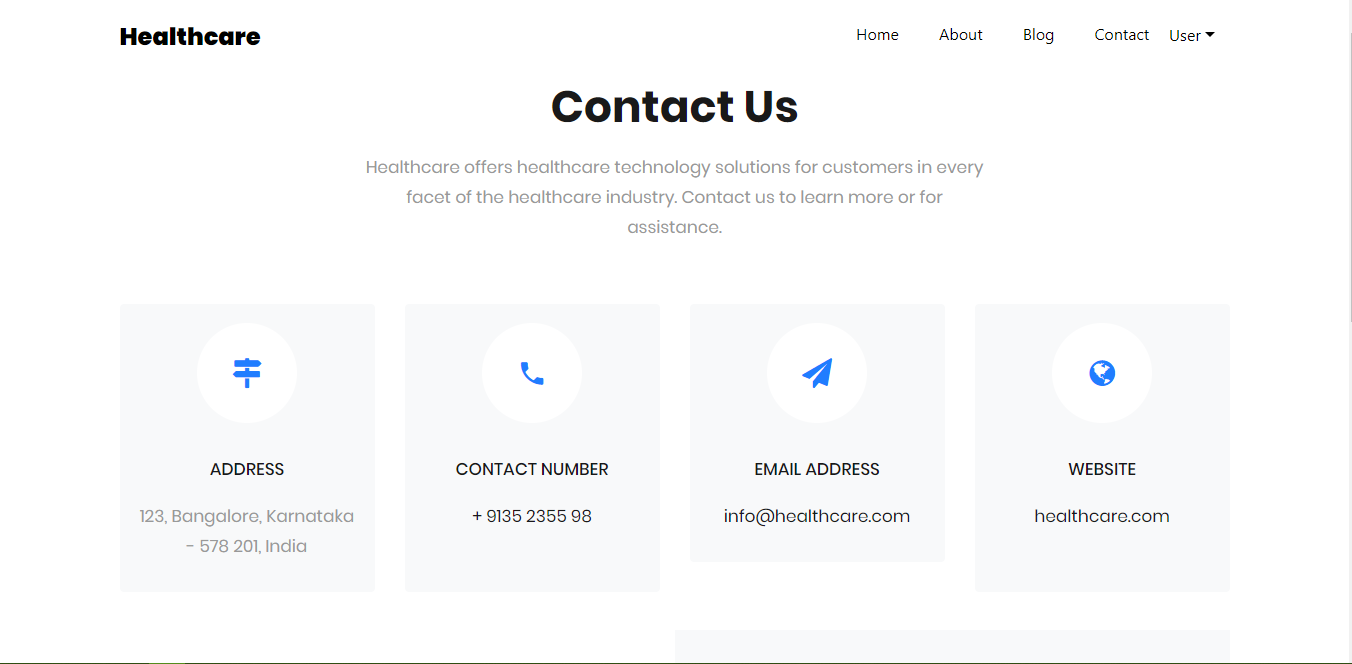 Healthcare
Home About Blog Contact User
Contact Us
Healthcare offers healthcare technology solutions for customers in every
facet of the healthcare industry. Contact us to learn more or for
assistance.
ADDRESS
123, Bangalore, Karnataka
- 578 201, India
CONTACT NUMBER
+ 9135 2355 98
EMAIL ADDRESS
info@healthcare.com
WEBSITE
healthcare.com